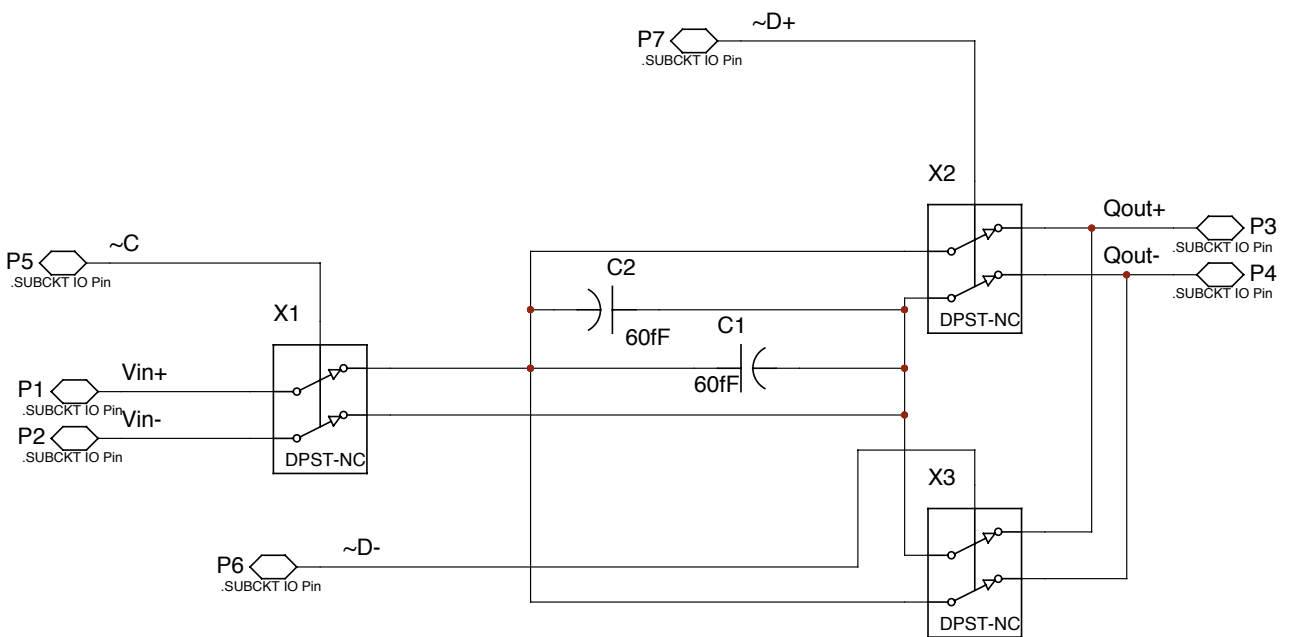 ~D+
P7
.SUBCKT IO Pin
X2
Qout+
P3
.SUBCKT IO Pin
~C
P5
.SUBCKT IO Pin
Qout-
P4
.SUBCKT IO Pin
C2
60fF
X1
C1
60fF
DPST-NC
Vin+
P1
.SUBCKT IO Pin
Vin-
P2
.SUBCKT IO Pin
DPST-NC
X3
~D-
P6
.SUBCKT IO Pin
DPST-NC